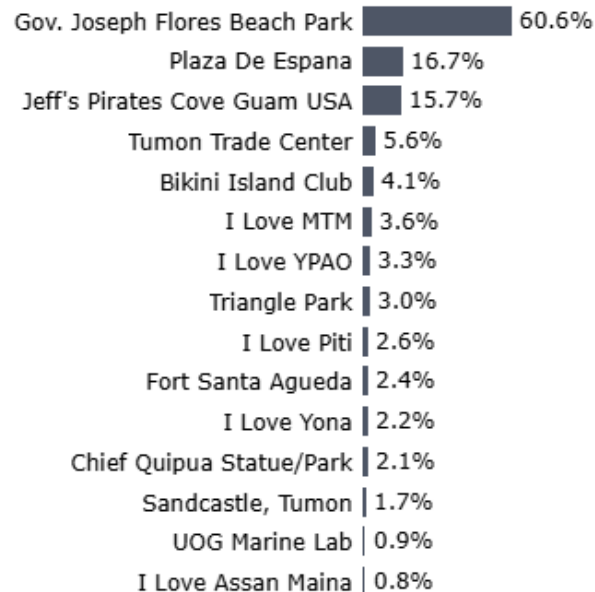 Gov. Joseph Flores Beach Park 60.6%
Plaza De Espana 16.7%
Jeff's Pirates Cove Guam USA 15.7%
Tumon Trade Center 5.6%
Bikini Island Club 4.1%
I Love MTM 3.6%
I Love YPAO 3.3%
Triangle Park 3.0%
I Love Piti 2.6%
Fort Santa Agueda 2.4%
I Love Yona 2.2%
Chief Quipua Statue/Park 2.1%
Sandcastle, Tumon 1.7%
UOG Marine Lab 0.9%
I Love Assan Maina 0.8%